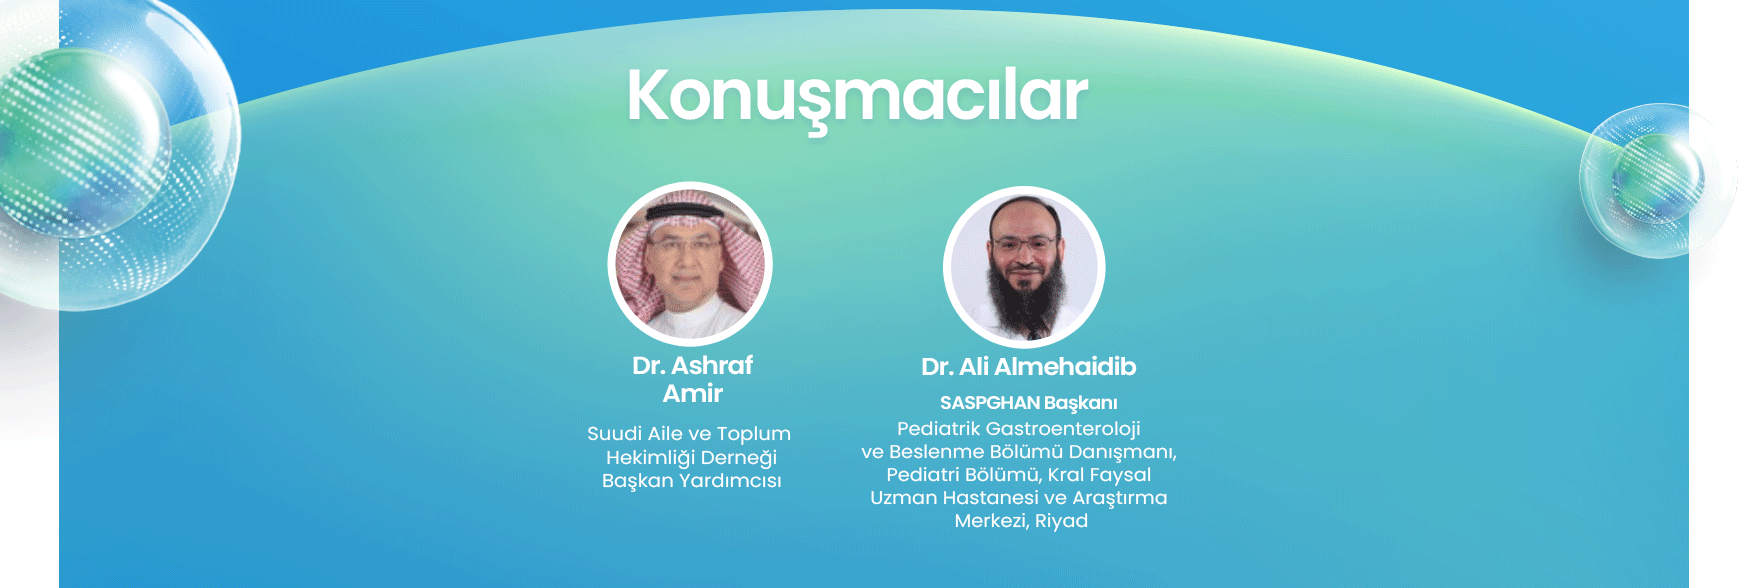 Konuşmacılar
Dr. Ashraf
Amir
Suudi Aile ve Toplum
Hekimliği Derneği
Başkan Yardımcısı
Dr. Ali Almehaidib
SASPGHAN Başkanı
Pediatrik Gastroenteroloji
ve Beslenme Bölümü Danışmanı,
Pediatri Bölümü, Kral Faysal
Uzman Hastanesi ve Araştırma
Merkezi, Riyad